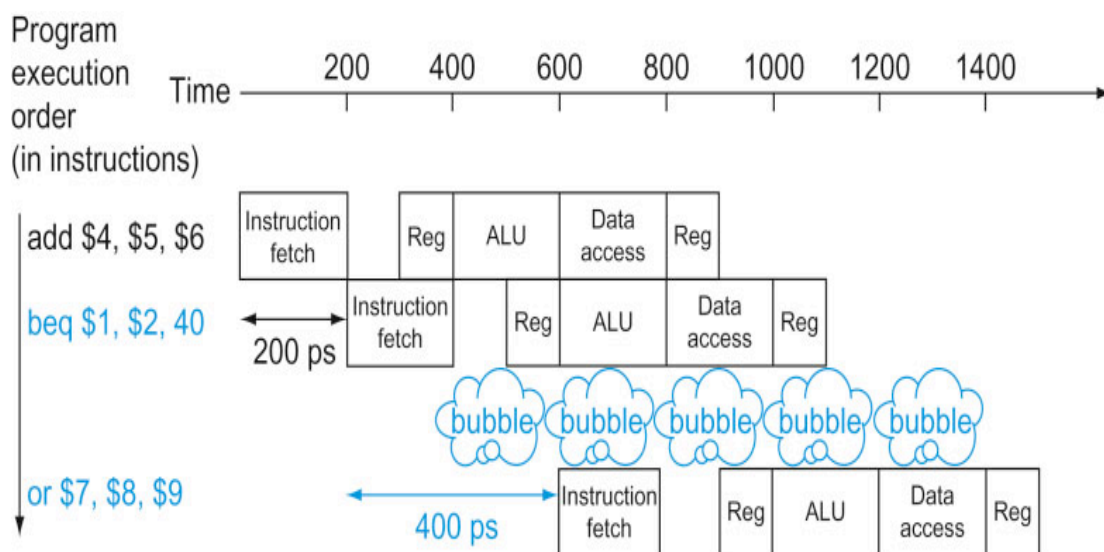 Program
execution
order
(in instructions)
Time
200 400 600 800 1000 1200 1400
add $4, $5, $6
Instruction
fetch
Reg
ALU
Data
access
Reg
beq $1, $2, 40
200 ps
Instruction
fetch
Reg
ALU
Data
access
Reg
bubble bubble bubble bubble bubble
or $7, $8, $9
400 ps
Instruction
fetch
Reg
ALU
Data
access
Reg